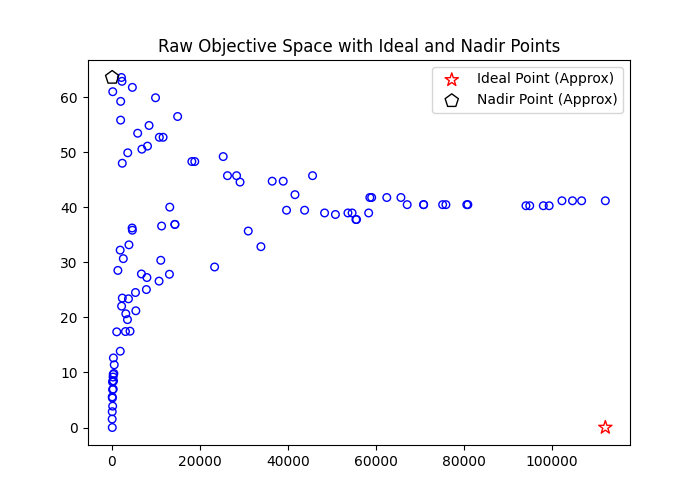 Raw Objective Space with Ideal and Nadir Points
Ideal Point (Approx)
Nadir Point (Approx)
60
50
40
30
20
10
0
0 20000 40000 60000 80000 100000